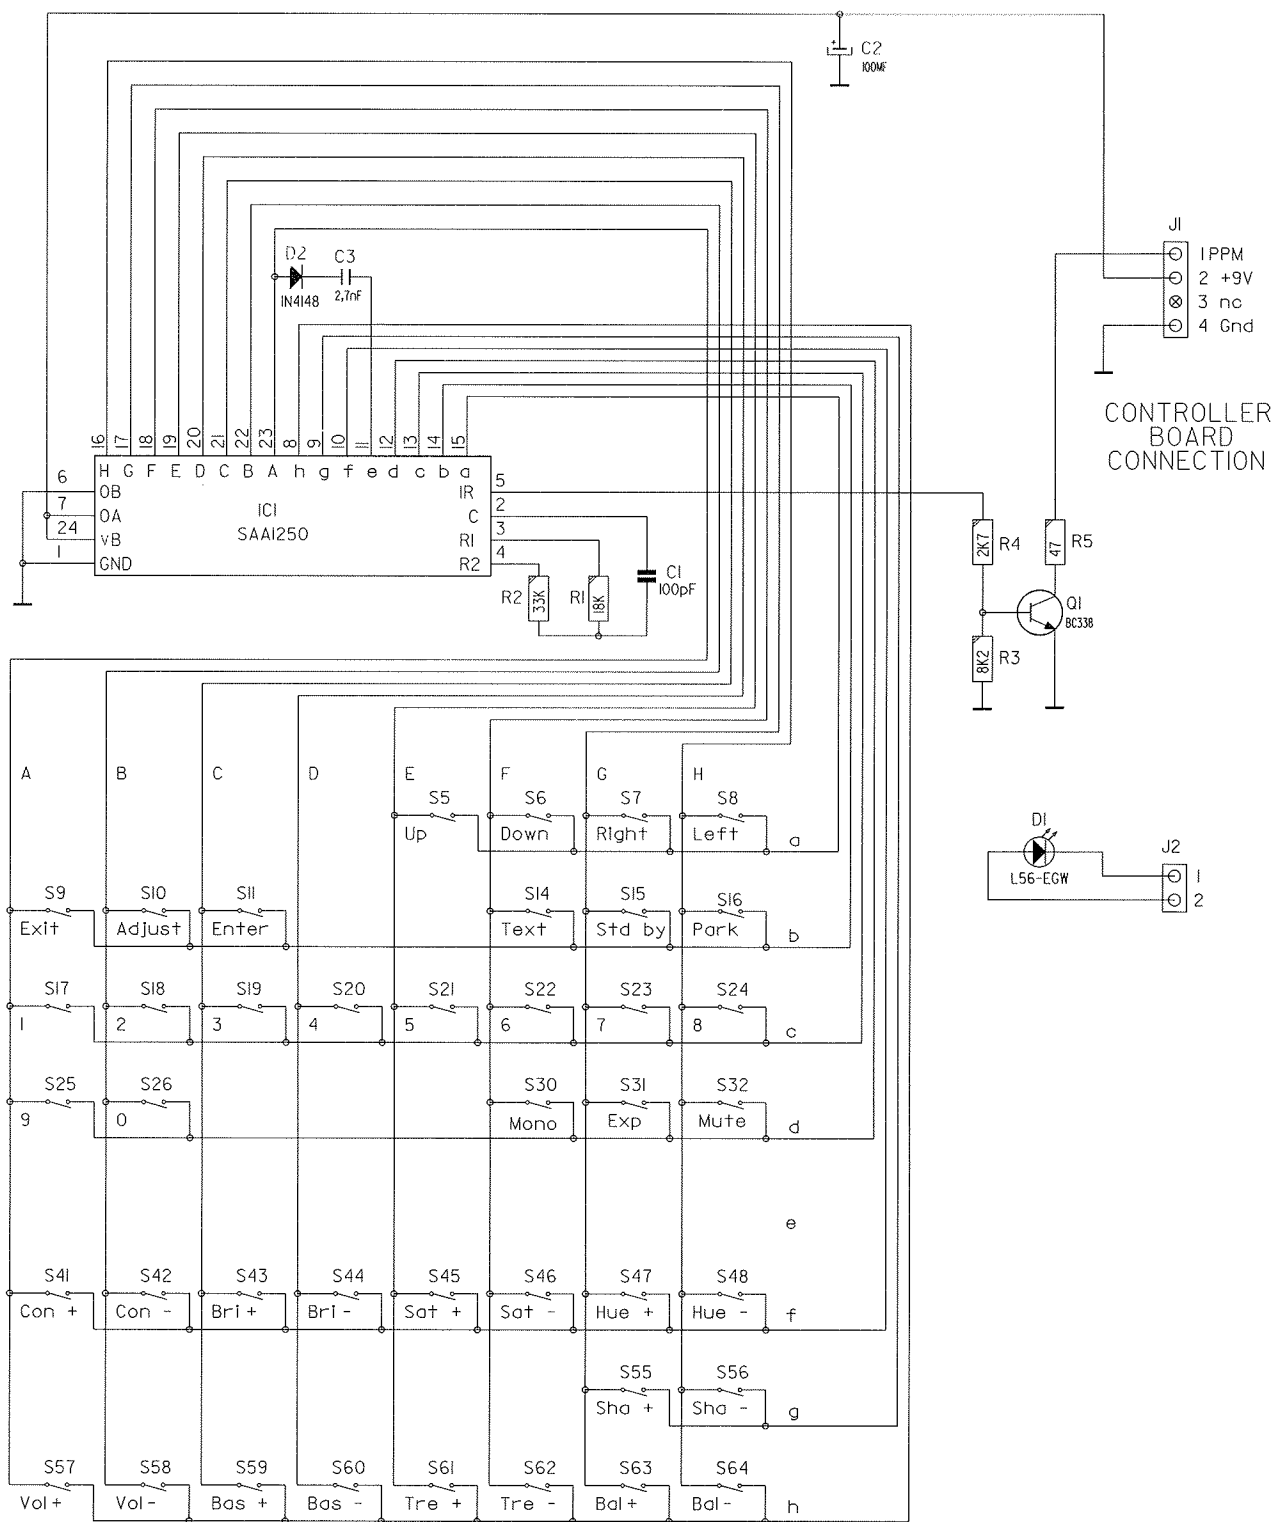 C2
100MF
J1
1 PPM
2 +9V
3 nc
4 Gnd
CONTROLLER
BOARD
CONNECTION
D2
1N4148
C3
2,7nF
16 17 18 19 20 21 22 23 8 9 10 11 12 13 14 15
H G F E D C B A h g f e d c b a
6 OB
7 OA
24 vB
1 GND
IC1
SAA1250
IR 5
C 2
R1 3
R2 4
R2 33K
R1 18K
C1
100pF
R4 2K7
R5 47
Q1
BC338
R3 8K2
A B C D E F G H
S5 S6 S7 S8
Up Down Right Left a
D1
L56-EGW
J2
1
2
S9 S10 S11 S14 S15 S16
Exit Adjust Enter Text Std by Park b
S17 S18 S19 S20 S21 S22 S23 S24
1 2 3 4 5 6 7 8 c
S25 S26 S30 S31 S32
9 0 Mono Exp Mute d
e
S41 S42 S43 S44 S45 S46 S47 S48
Con + Con - Bri + Bri - Sat + Sat - Hue + Hue - f
S55 S56
Sha + Sha - g
S57 S58 S59 S60 S61 S62 S63 S64
Vol + Vol - Bas + Bas - Tre + Tre - Bal + Bal - h